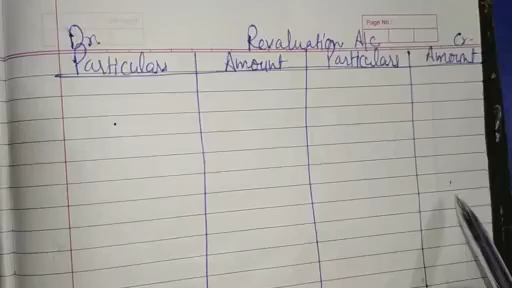 Dr Revaluation A/c Cr
Particulars Amount Particulars Amount
Page No.: